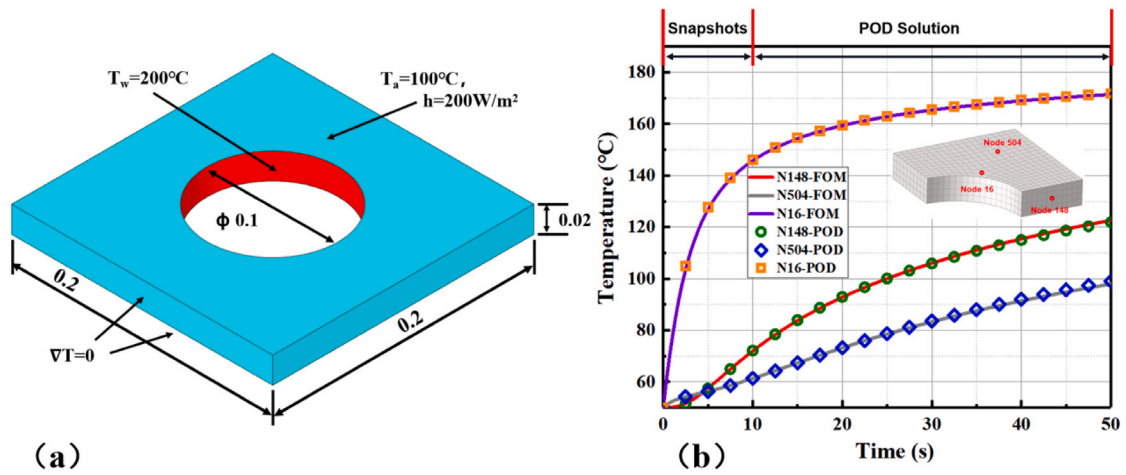 T_w=200℃
T_a=100℃,
h=200W/m²
ϕ 0.1
0.02
0.2
0.2
∇T=0
(a)
Snapshots
POD Solution
180
160
140
120
100
80
60
Temperature (℃)
N148-FOM
N504-FOM
N16-FOM
N148-POD
N504-POD
N16-POD
Node 504
Node 16
Node 148
0
10
20
30
40
50
Time (s)
(b)